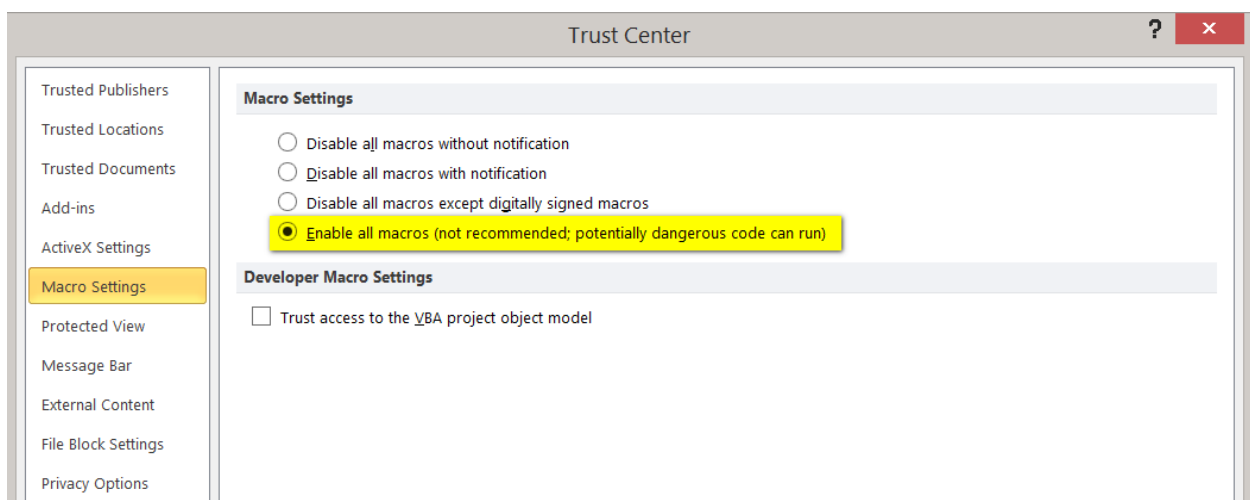 Trust Center
?
×
Trusted Publishers
Trusted Locations
Trusted Documents
Add-ins
ActiveX Settings
Macro Settings
Protected View
Message Bar
External Content
File Block Settings
Privacy Options
Macro Settings
Disable all macros without notification
Disable all macros with notification
Disable all macros except digitally signed macros
Enable all macros (not recommended; potentially dangerous code can run)
Developer Macro Settings
Trust access to the VBA project object model